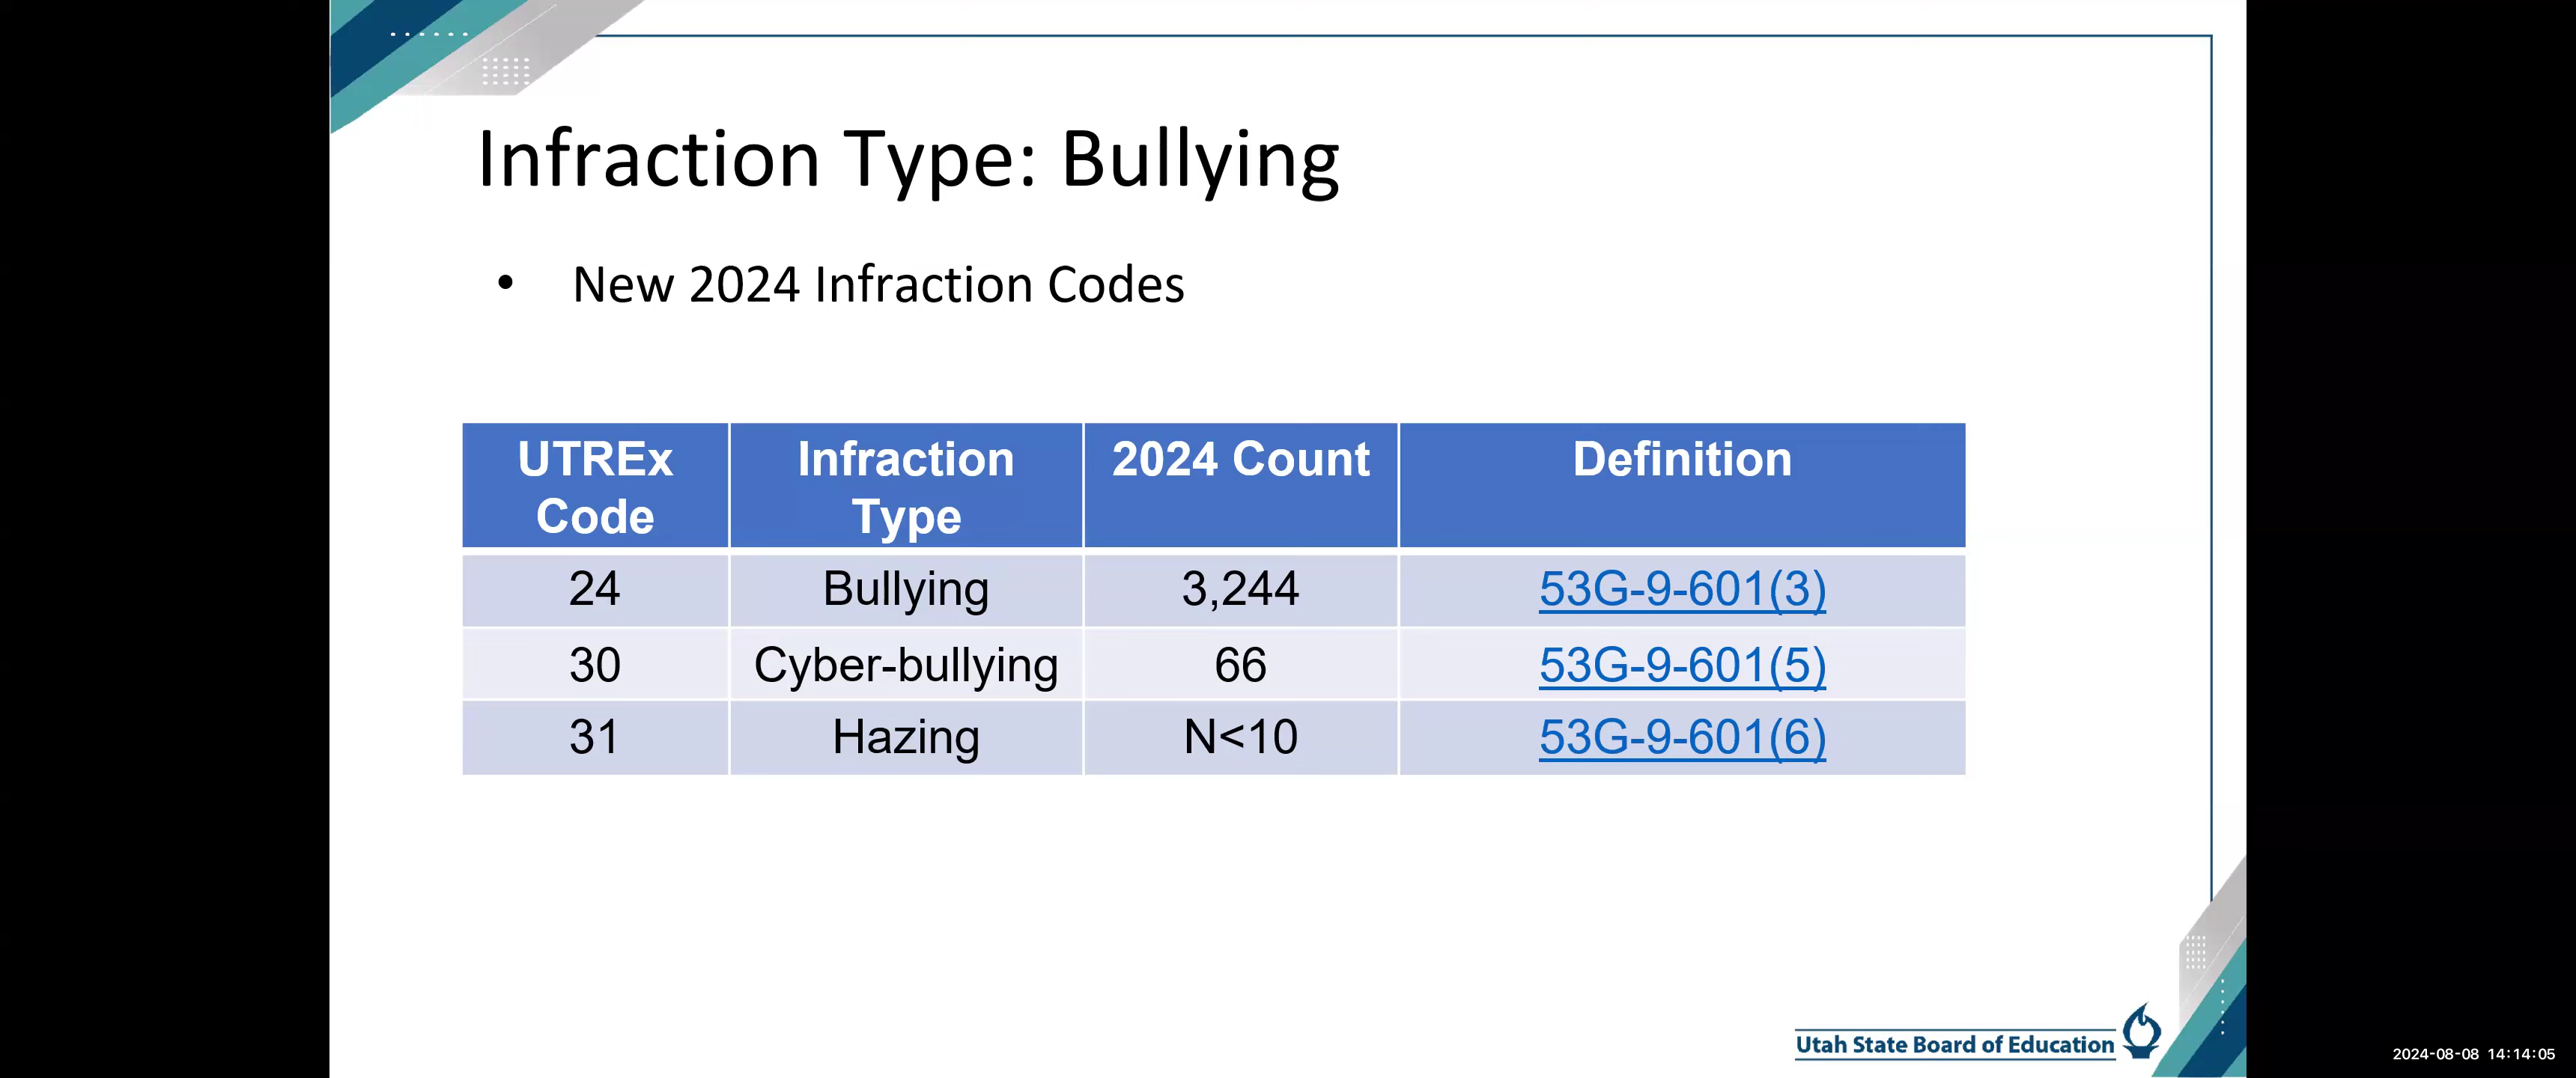 Infraction Type: Bullying
• New 2024 Infraction Codes
UTREx Code Infraction Type 2024 Count Definition
24 Bullying 3,244 53G-9-601(3)
30 Cyber-bullying 66 53G-9-601(5)
31 Hazing N<10 53G-9-601(6)
Utah State Board of Education
2024-08-08 14:14:05